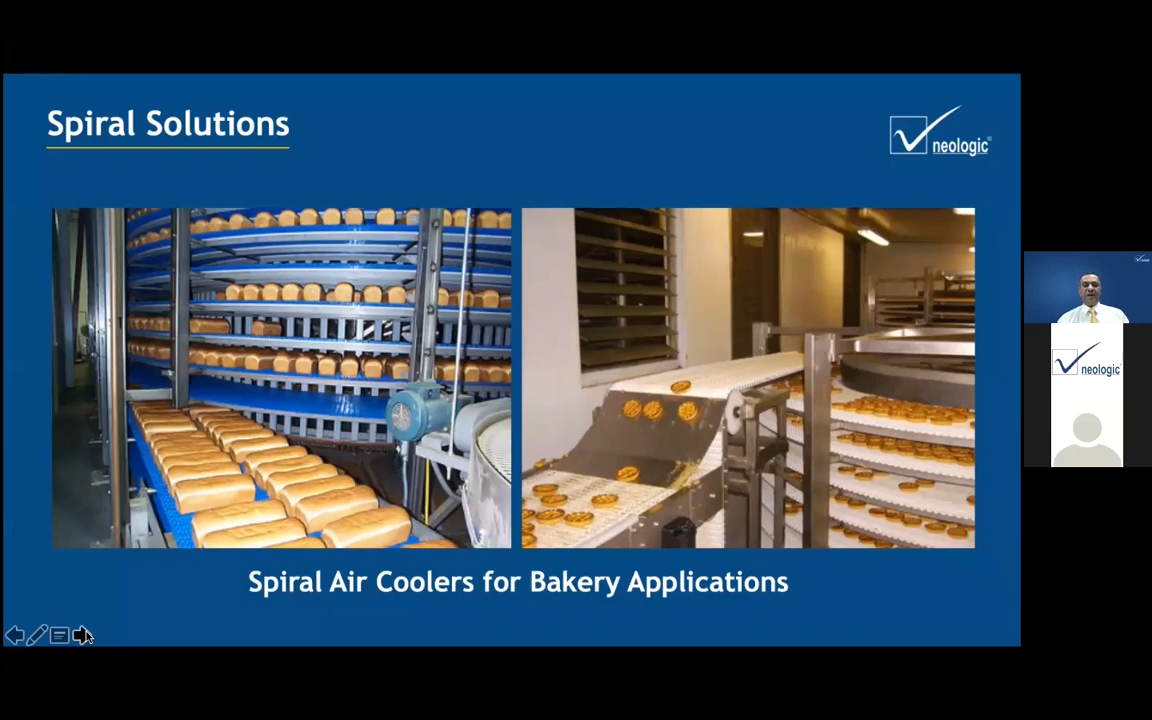 Spiral Solutions
neologic
Spiral Air Coolers for Bakery Applications
neologic